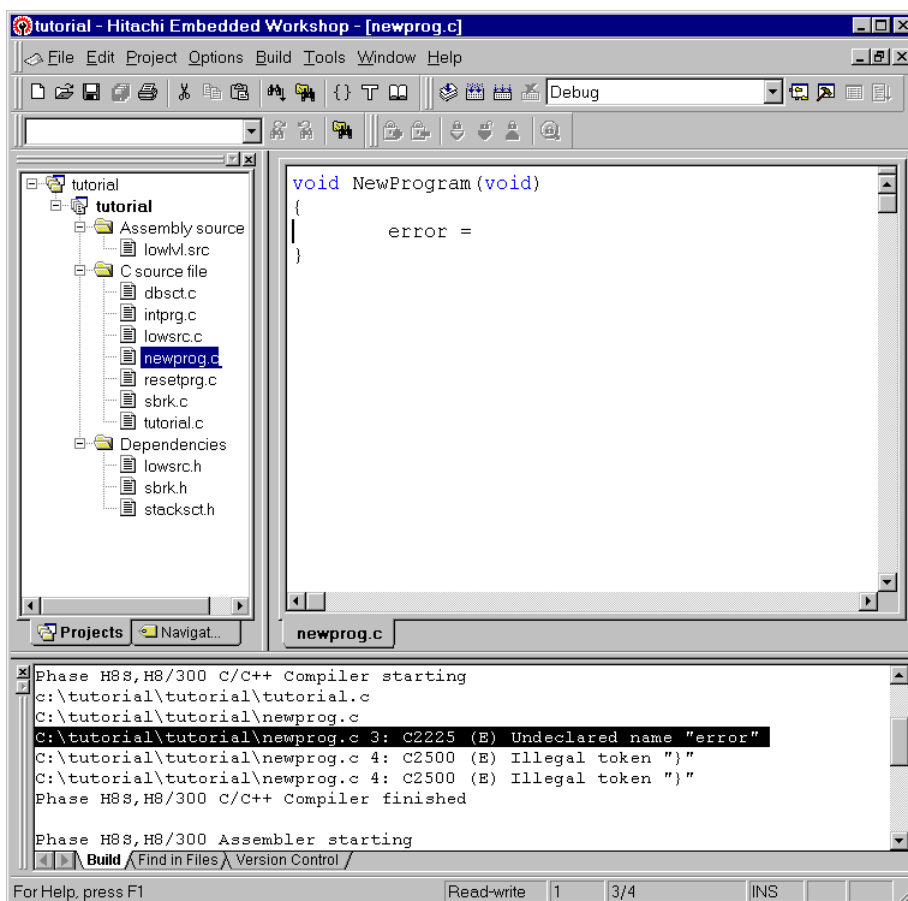 tutorial - Hitachi Embedded Workshop - [newprog.c]
File Edit Project Options Build Tools Window Help
Debug
tutorial
tutorial
Assembly source
lowlvl.src
C source file
dbsct.c
intprg.c
lowsrc.c
newprog.c
resetprg.c
sbrk.c
tutorial.c
Dependencies
lowsrc.h
sbrk.h
stacksct.h
Projects Navigat...
void NewProgram(void)
{
error =
}
newprog.c
Phase H8S,H8/300 C/C++ Compiler starting
c:\tutorial\tutorial\tutorial.c
C:\tutorial\tutorial\newprog.c
C:\tutorial\tutorial\newprog.c 3: C2225 (E) Undeclared name "error"
C:\tutorial\tutorial\newprog.c 4: C2500 (E) Illegal token "}"
C:\tutorial\tutorial\newprog.c 4: C2500 (E) Illegal token "}"
Phase H8S,H8/300 C/C++ Compiler finished
Phase H8S,H8/300 Assembler starting
Build Find in Files Version Control
For Help, press F1 Read-write 1 3/4 INS